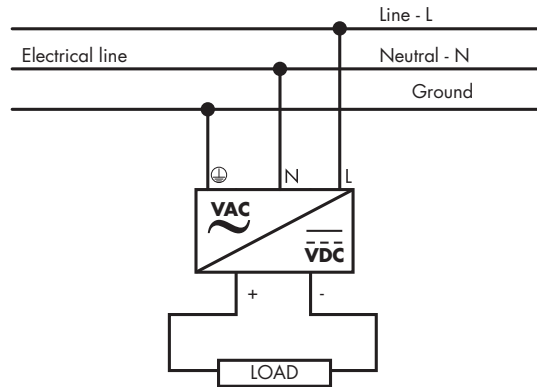 Line - L
Electrical line
Neutral - N
Ground
N
L
VAC
VDC
+
-
LOAD